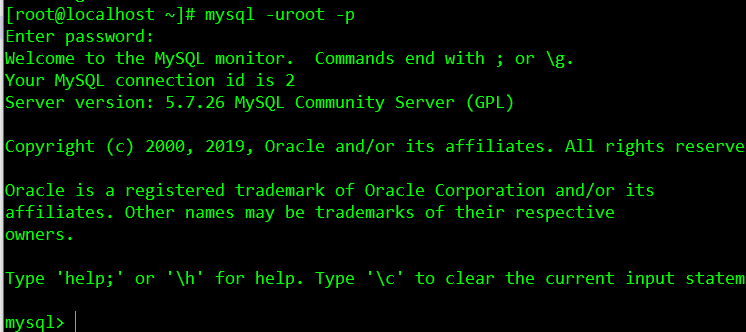 [root@localhost ~]# mysql -uroot -p
Enter password:
Welcome to the MySQL monitor.  Commands end with ; or \g.
Your MySQL connection id is 2
Server version: 5.7.26 MySQL Community Server (GPL)
Copyright (c) 2000, 2019, Oracle and/or its affiliates. All rights reserve
Oracle is a registered trademark of Oracle Corporation and/or its
affiliates. Other names may be trademarks of their respective
owners.
Type 'help;' or '\h' for help. Type '\c' to clear the current input statem
mysql>